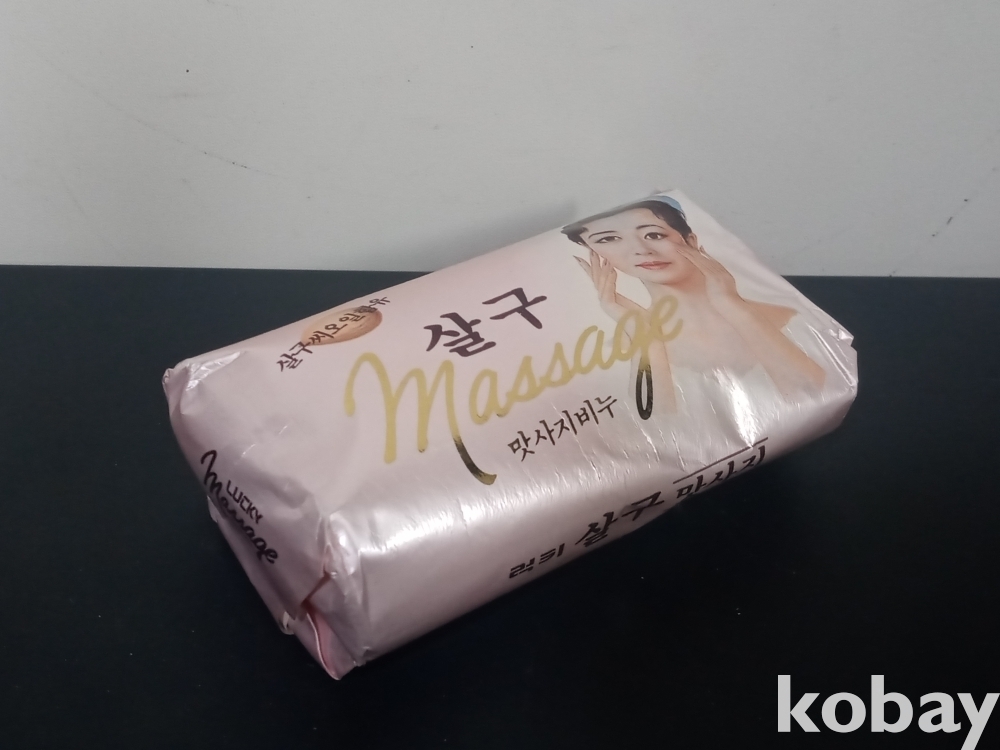 살구씨오일함유
살구
Massage
맛사지비누
럭키 살구 맛사지
LUCKY
Massage
kobay